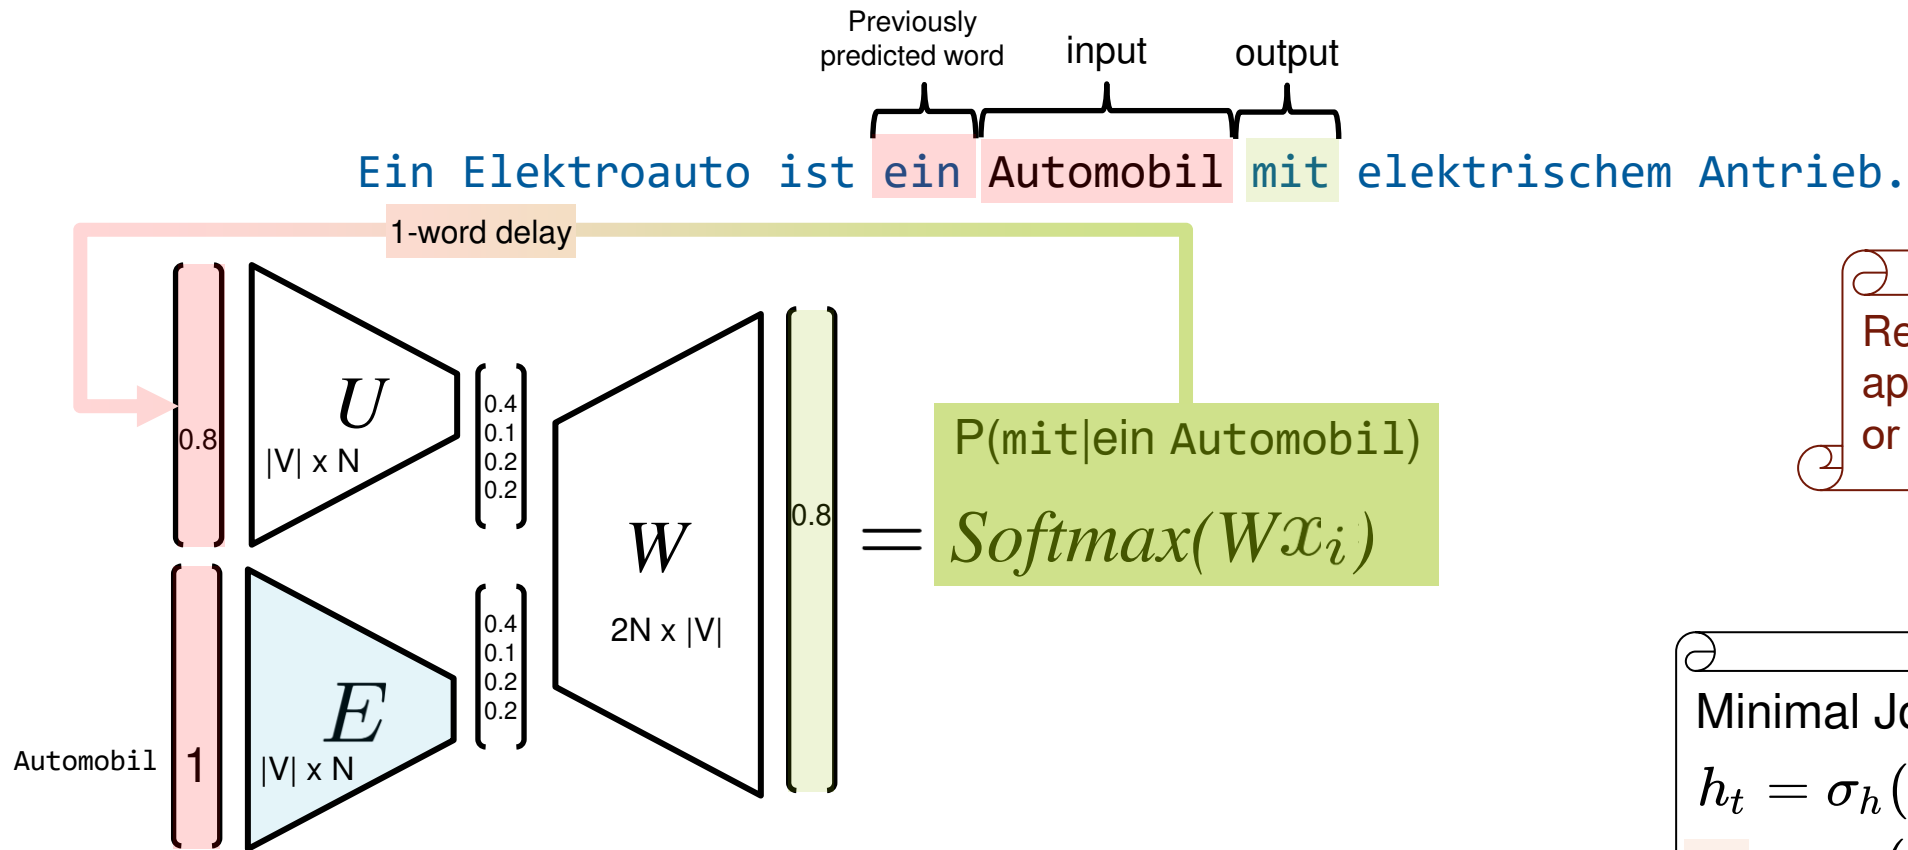 Previously
predicted word
input
output
Ein Elektroauto ist ein Automobil mit elektrischem Antrieb.
1-word delay
0.8
U
|V| x N
0.4
0.1
0.2
0.2
W
2N x |V|
0.8
=
P(mit|ein Automobil)
Softmax(Wx_i)
Automobil
1
E
|V| x N
0.4
0.1
0.2
0.2
or
Minimal
h_t = σ_h(